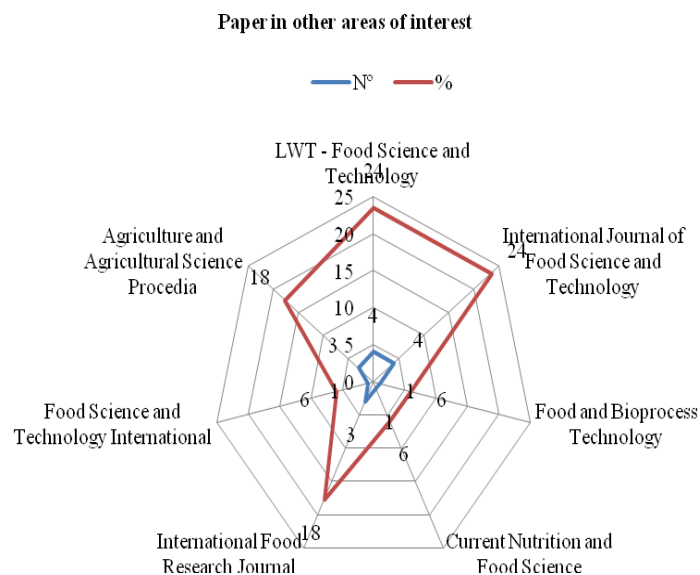 Paper in other areas of interest
N° %
LWT - Food Science and
24
Technology
25
20
15
10
5
0
4
International Journal of
Food Science and
Technology
24
4
Food and Bioprocess
Technology
1
6
Current Nutrition and
Food Science
1
6
International Food
Research Journal
3
18
Food Science and
Technology International
1
6
Agriculture and
Agricultural Science
Procedia
3
18